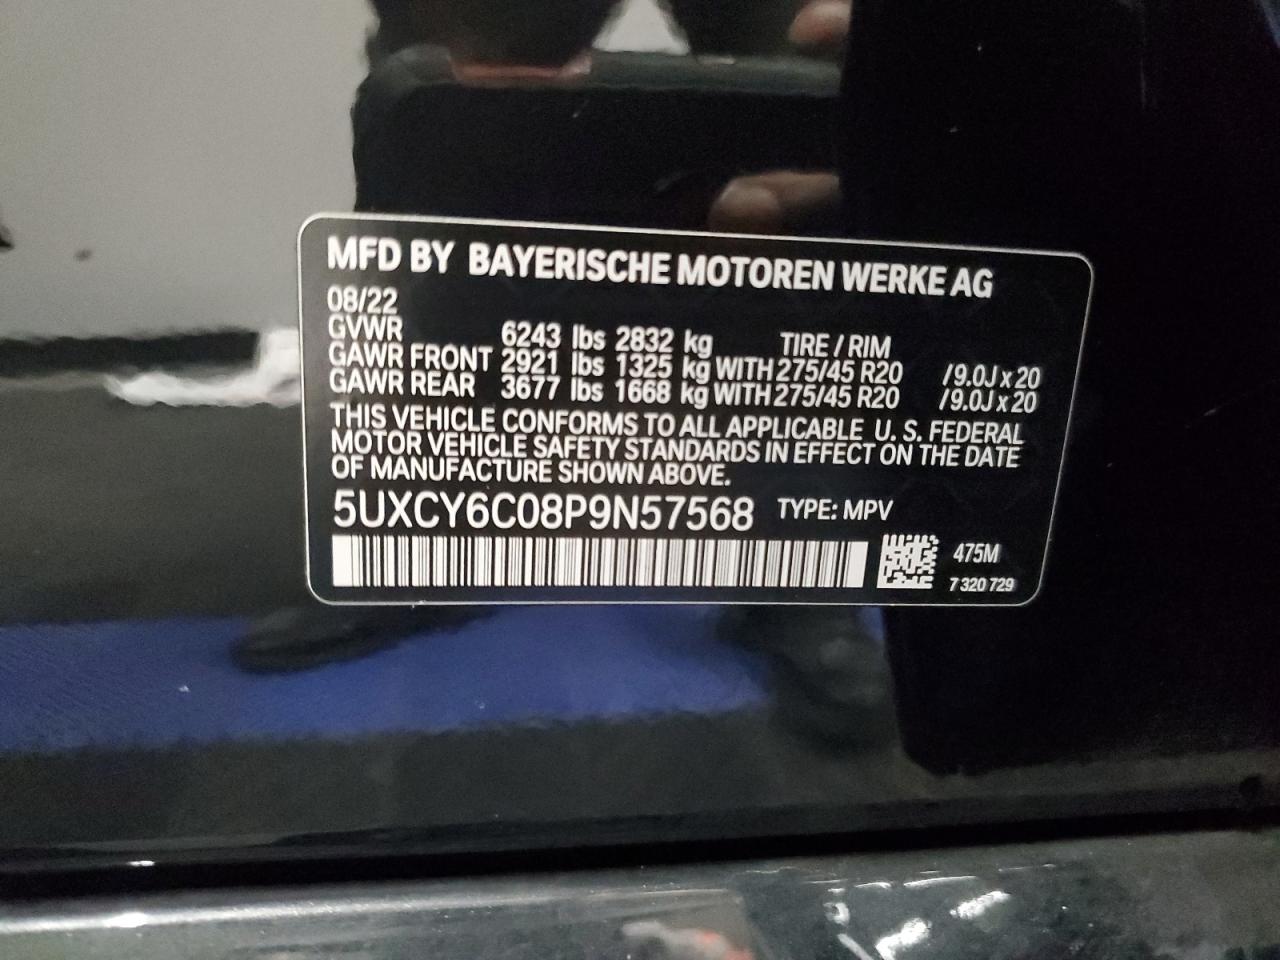 MFD BY BAYERISCHE MOTOREN WERKE AG
08/22
GVWR 6243 lbs 2832 kg TIRE / RIM
GAWR FRONT 2921 lbs 1325 kg WITH 275/45 R20 /9.0J x 20
GAWR REAR 3677 lbs 1668 kg WITH 275/45 R20 /9.0J x 20
THIS VEHICLE CONFORMS TO ALL APPLICABLE U. S. FEDERAL
MOTOR VEHICLE SAFETY STANDARDS IN EFFECT ON THE DATE
OF MANUFACTURE SHOWN ABOVE.
5UXCY6C08P9N57568 TYPE: MPV
475M
7 320 729